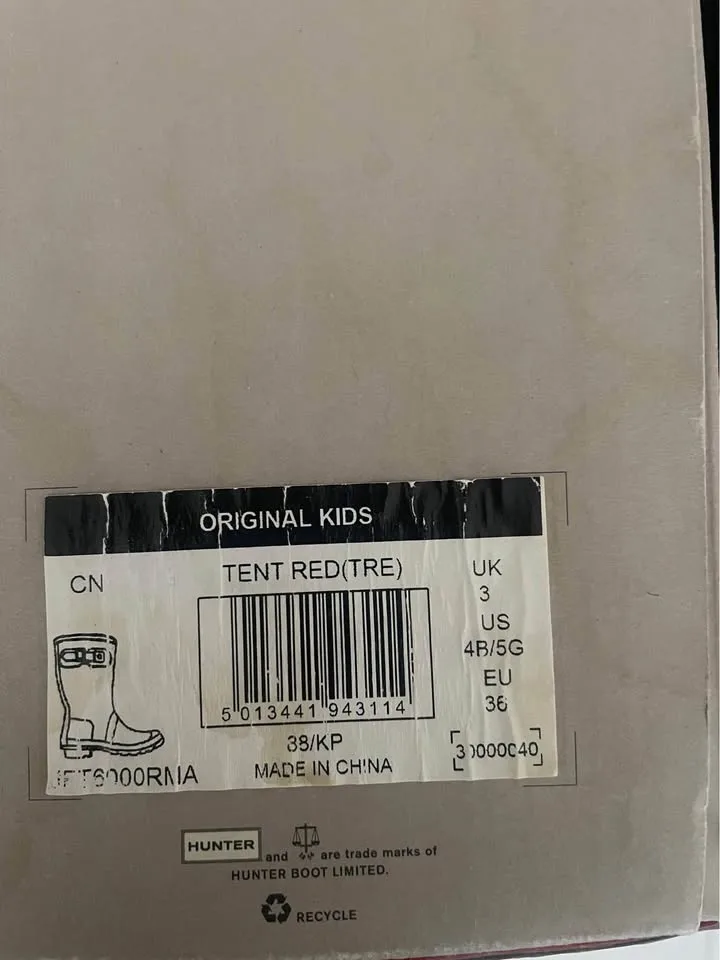 ORIGINAL KIDS
CN
TENT RED(TRE)
UK
3
US
4B/5G
EU
36
5 013441 943114
38/KP
MADE IN CHINA
HUNTER and are trade marks of
HUNTER BOOT LIMITED.
RECYCLE